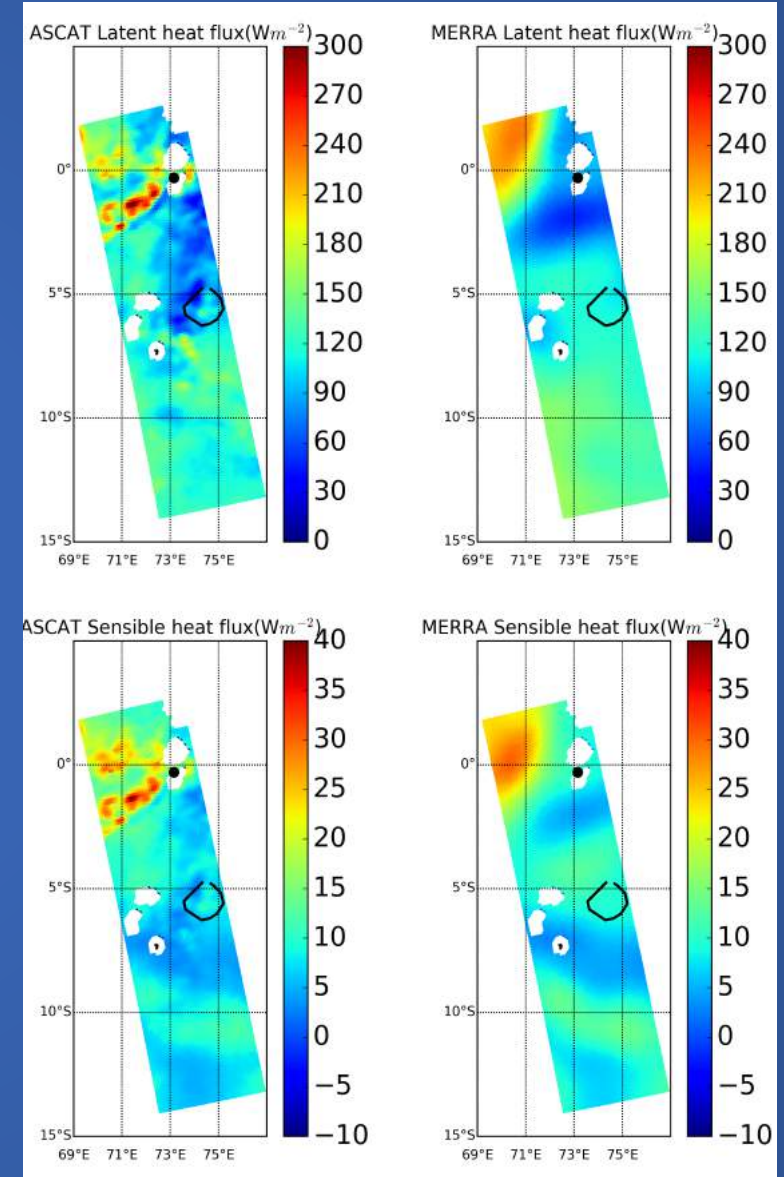 ASCAT Latent heat flux(Wm⁻²)
300
270
240
210
180
150
120
90
60
30
0
0°
5°S
10°S
15°S
69°E 71°E 73°E 75°E
MERRA Latent heat flux(Wm⁻²)
300
270
240
210
180
150
120
90
60
30
0
0°
5°S
10°S
15°S
69°E 71°E 73°E 75°E
ASCAT Sensible heat flux(Wm⁻²)
40
35
30
25
20
15
10
5
0
−5
−10
0°
5°S
10°S
15°S
69°E 71°E 73°E 75°E
MERRA Sensible heat flux(Wm⁻²)
40
35
30
25
20
15
10
5
0
−5
−10
0°
5°S
10°S
15°S
69°E 71°E 73°E 75°E